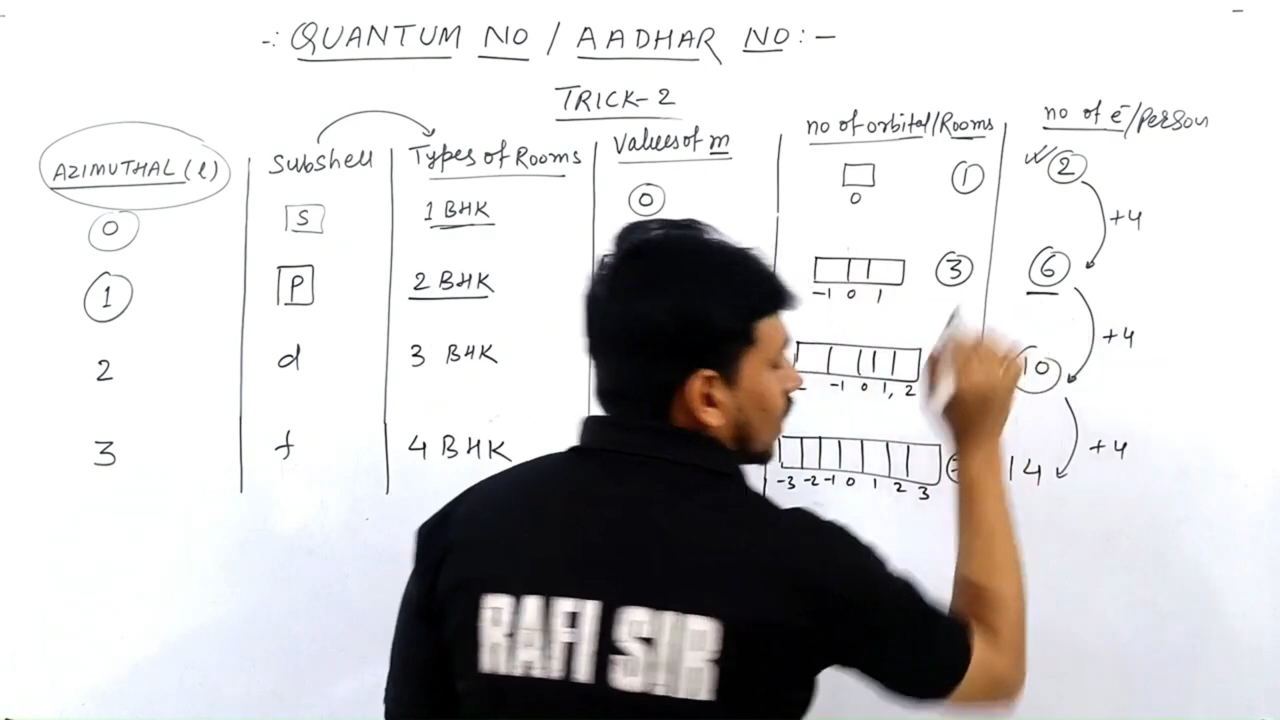 -: QUANTUM NO / AADHAR NO :-
TRICK-2
AZIMUTHAL (l) Subshell Types of Rooms Values of m no of orbital/Rooms no of e-/Person
0 S 1 BHK 0 0 1 2
+4
1 P 2 BHK -1 0 1 3 6
+4
2 d 3 BHK -1 0 1, 2 10
+4
3 f 4 BHK -3 -2 -1 0 1 2 3 14
RAFI SIR